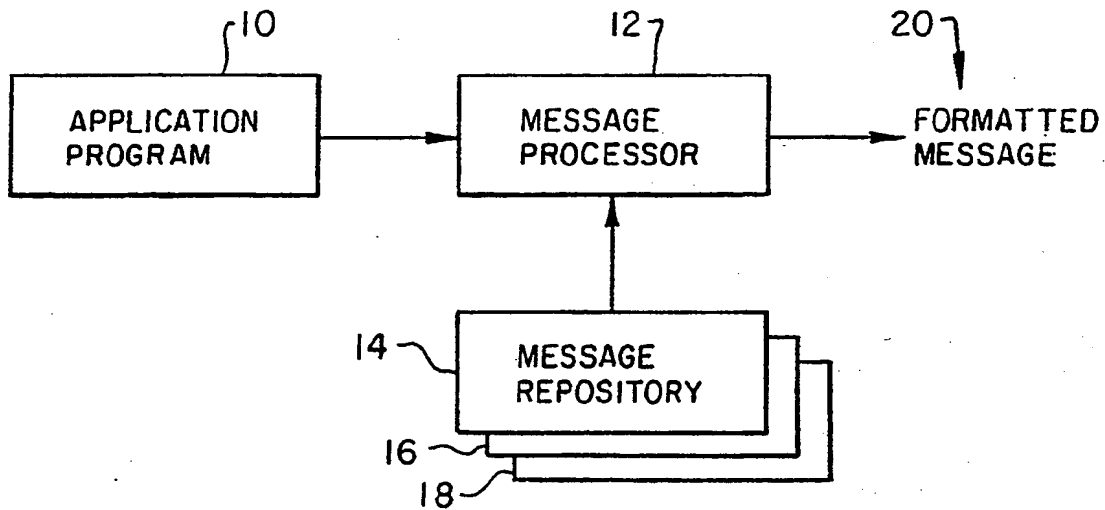 10
12
20
APPLICATION
PROGRAM
MESSAGE
PROCESSOR
FORMATTED
MESSAGE
14
MESSAGE
REPOSITORY
16
18